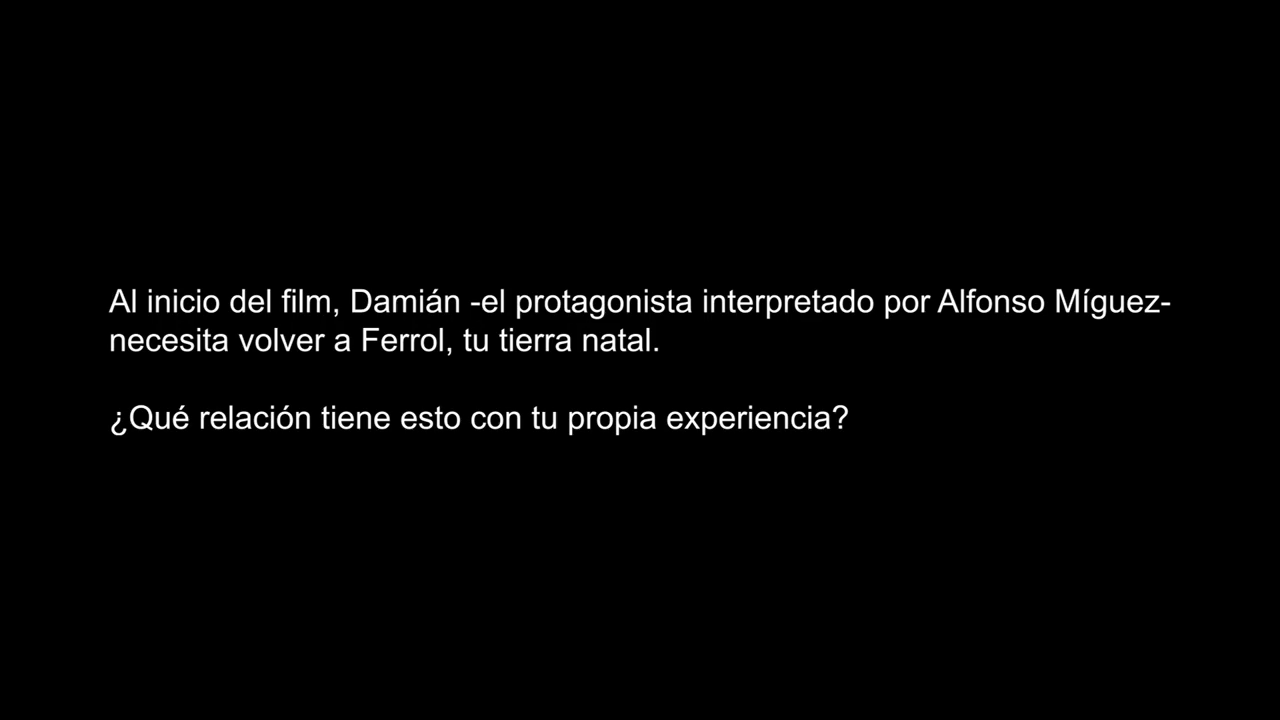 Al inicio del film, Damián -el protagonista interpretado por Alfonso Míguez-
necesita volver a Ferrol, tu tierra natal.
¿Qué relación tiene esto con tu propia experiencia?